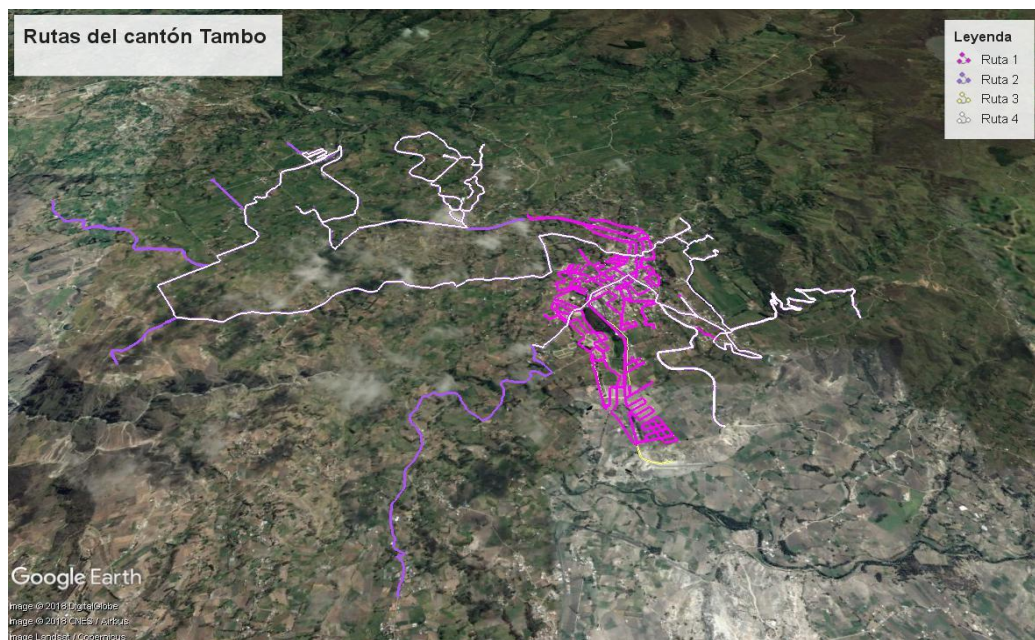 Rutas del cantón Tambo
Leyenda
Ruta 1
Ruta 2
Ruta 3
Ruta 4
Google Earth
Image © 2018 DigitalGlobe
Image © 2018 CNES / Airbus
Image Landsat / Copernicus